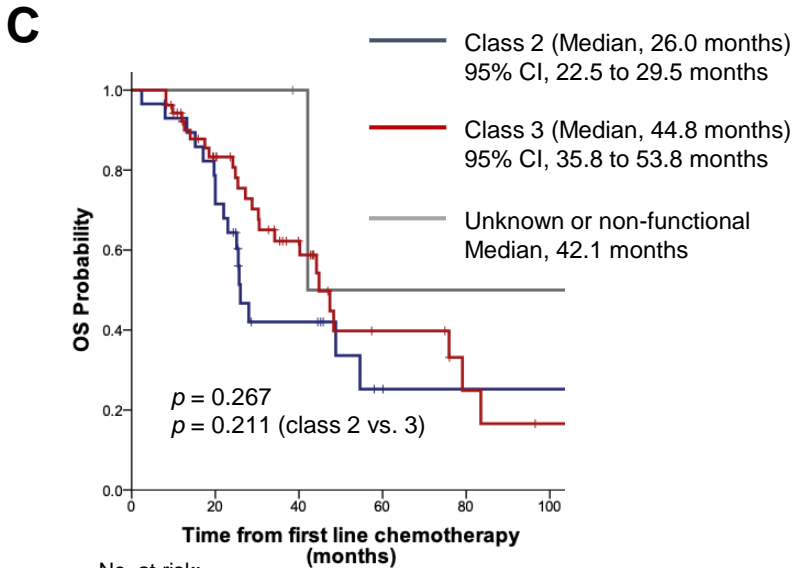 C
Class 2 (Median, 26.0 months)
95% CI, 22.5 to 29.5 months
Class 3 (Median, 44.8 months)
95% CI, 35.8 to 53.8 months
Unknown or non-functional
Median, 42.1 months
OS Probability
1.0
0.8
0.6
0.4
0.2
0.0
p = 0.267
p = 0.211 (class 2 vs. 3)
0 20 40 60 80 100
Time from first line chemotherapy
(months)
No. at risk